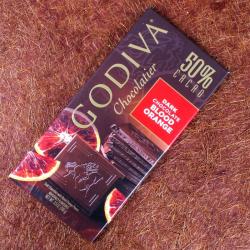 GODIVA
Chocolatier
50%
CACAO
DARK
CHOCOLATE
BLOOD
ORANGE